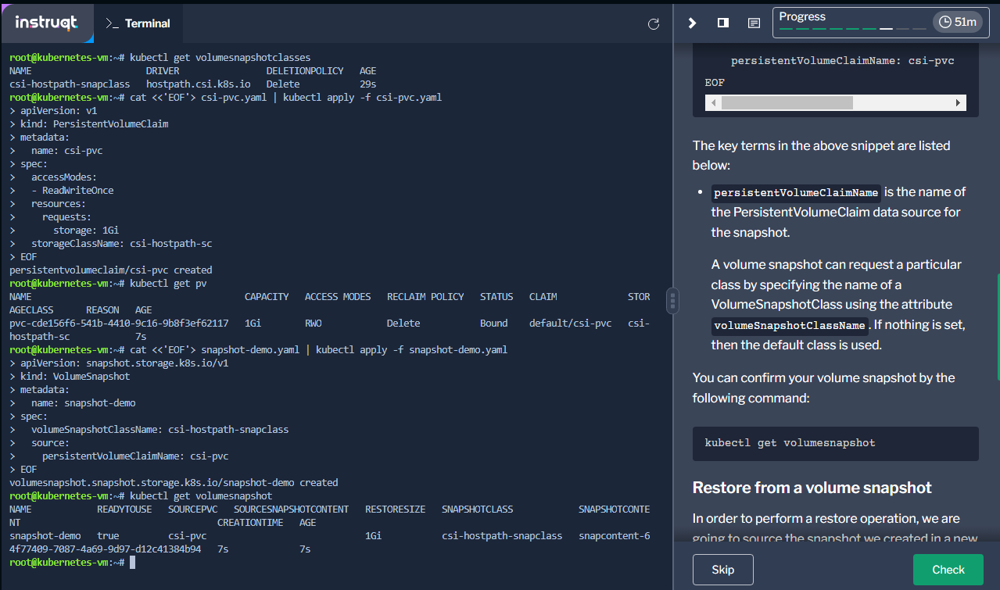 instruqt
>_ Terminal
Progress
51m
root@kubernetes-vm:~# kubectl get volumesnapshotclasses
NAME                     DRIVER                DELETIONPOLICY   AGE
csi-hostpath-snapclass   hostpath.csi.k8s.io   Delete           29s
root@kubernetes-vm:~# cat <<'EOF'> csi-pvc.yaml | kubectl apply -f csi-pvc.yaml
> apiVersion: v1
> kind: PersistentVolumeClaim
> metadata:
>   name: csi-pvc
> spec:
>   accessModes:
>   - ReadWriteOnce
>   resources:
>     requests:
>       storage: 1Gi
>   storageClassName: csi-hostpath-sc
> EOF
persistentvolumeclaim/csi-pvc created
root@kubernetes-vm:~# kubectl get pv
NAME                                       CAPACITY   ACCESS MODES   RECLAIM POLICY   STATUS   CLAIM             STOR
AGECLASS      REASON   AGE
pvc-cde156f6-541b-4410-9c16-9b8f3ef62117   1Gi        RWO            Delete           Bound    default/csi-pvc   csi-
hostpath-sc            7s
root@kubernetes-vm:~# cat <<'EOF'> snapshot-demo.yaml | kubectl apply -f snapshot-demo.yaml
> apiVersion: snapshot.storage.k8s.io/v1
> kind: VolumeSnapshot
> metadata:
>   name: snapshot-demo
> spec:
>   volumeSnapshotClassName: csi-hostpath-snapclass
>   source:
>     persistentVolumeClaimName: csi-pvc
> EOF
volumesnapshot.snapshot.storage.k8s.io/snapshot-demo created
root@kubernetes-vm:~# kubectl get volumesnapshot
NAME            READYTOUSE   SOURCEPVC   SOURCESNAPSHOTCONTENT   RESTORESIZE   SNAPSHOTCLASS            SNAPSHOTCONTE
NT                                    CREATIONTIME   AGE
snapshot-demo   true         csi-pvc                             1Gi           csi-hostpath-snapclass   snapcontent-6
4f77409-7087-4a69-9d97-d12c41384b94   7s             7s
root@kubernetes-vm:~#
persistentVolumeClaimName: csi-pvc
EOF
The key terms in the above snippet are listed
below:
• persistentVolumeClaimName is the name of
the PersistentVolumeClaim data source for
the snapshot.
A volume snapshot can request a particular
class by specifying the name of a
VolumeSnapshotClass using the attribute
volumeSnapshotClassName. If nothing is set,
then the default class is used.
You can confirm your volume snapshot by the
following command:
kubectl get volumesnapshot
Restore from a volume snapshot
In order to perform a restore operation, we are
going to source the snapshot we created in a new
Skip
Check